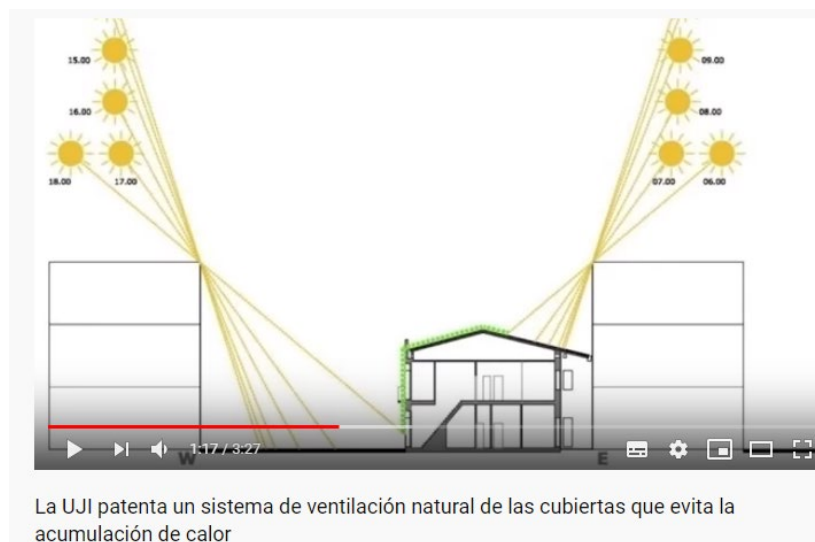 15.00
09.00
16.00
08.00
18.00
17.00
07.00
06.00
1:17 / 3:27
W
E
La UJI patenta un sistema de ventilación natural de las cubiertas que evita la
acumulación de calor